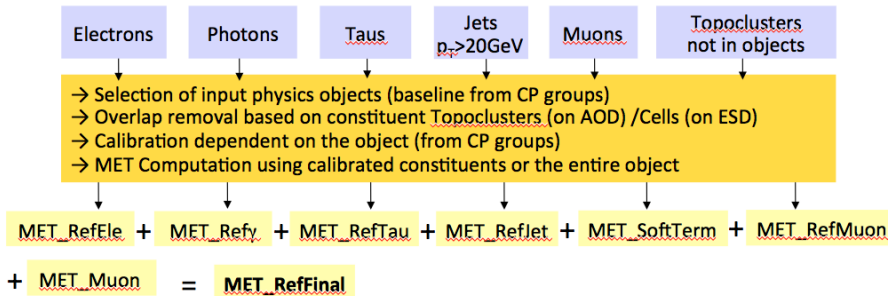 Electrons Photons Taus Jets Muons Topoclusters
p_T>20GeV not in objects
→ Selection of input physics objects (baseline from CP groups)
→ Overlap removal based on constituent Topoclusters (on AOD) /Cells (on ESD)
→ Calibration dependent on the object (from CP groups)
→ MET Computation using calibrated constituents or the entire object
MET_RefEle + MET_Refγ + MET_RefTau + MET_RefJet + MET_SoftTerm + MET_RefMuon
+ MET_Muon = MET_RefFinal